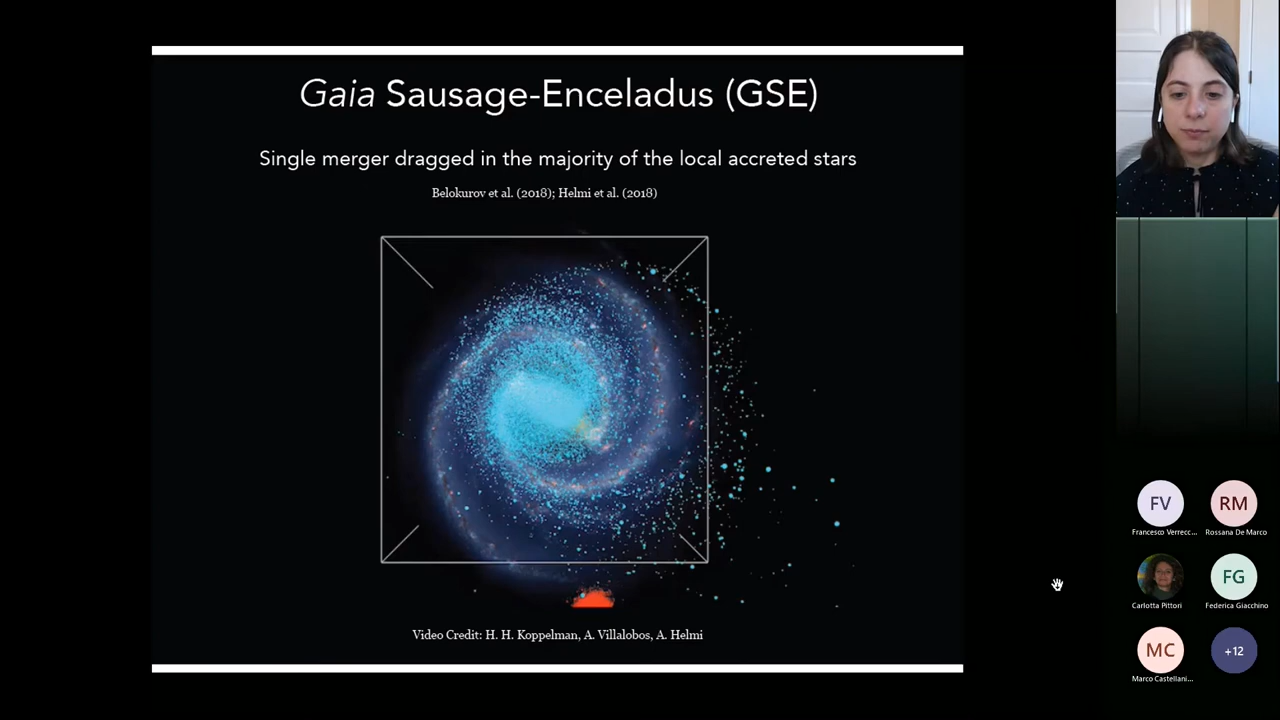 Gaia Sausage-Enceladus (GSE)
Single merger dragged in the majority of the local accreted stars
Belokurov et al. (2018); Helmi et al. (2018)
Video Credit: H. H. Koppelman, A. Villalobos, A. Helmi
FV
RM
Francesco Verrecc...
Rossana De Marco
FG
Carlotta Pittori
Federica Giacchino
MC
+12
Marco Castellani...